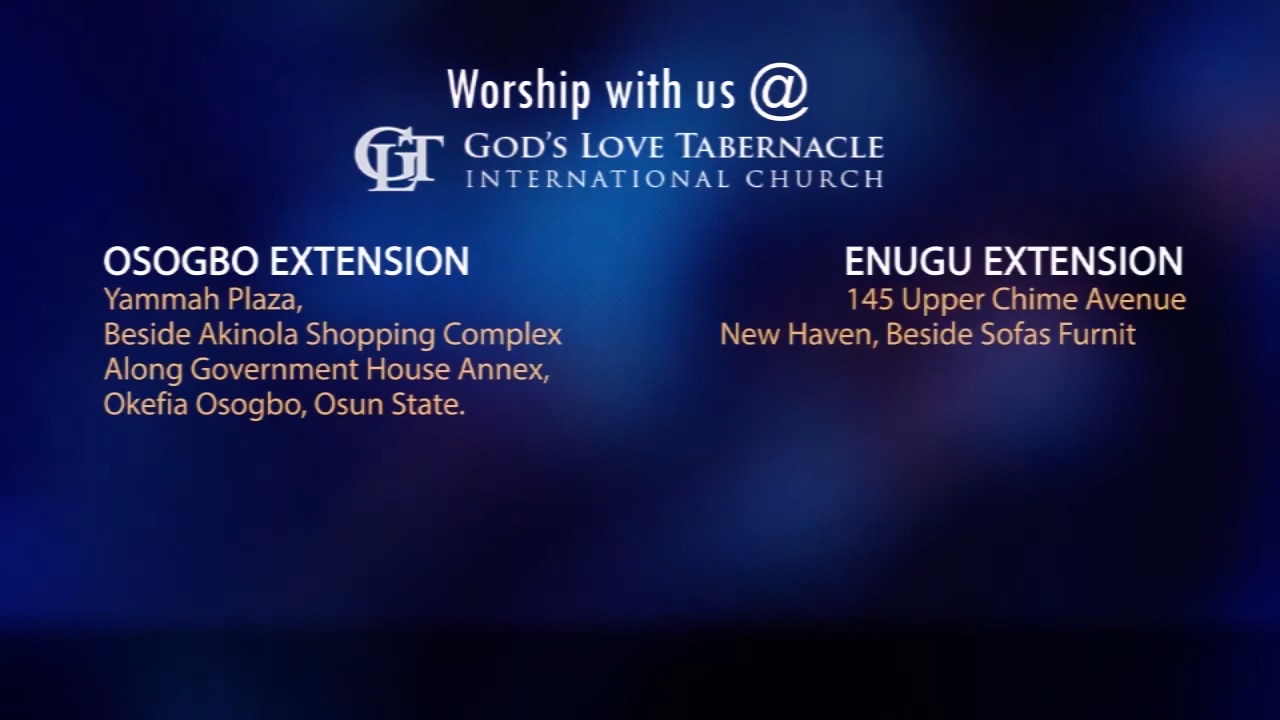 Worship with us @
GLT
GOD'S LOVE TABERNACLE
INTERNATIONAL CHURCH
OSOGBO EXTENSION
Yammah Plaza,
Beside Akinola Shopping Complex
Along Government House Annex,
Okefia Osogbo, Osun State.
ENUGU EXTENSION
145 Upper Chime Avenue
New Haven, Beside Sofas Furnit